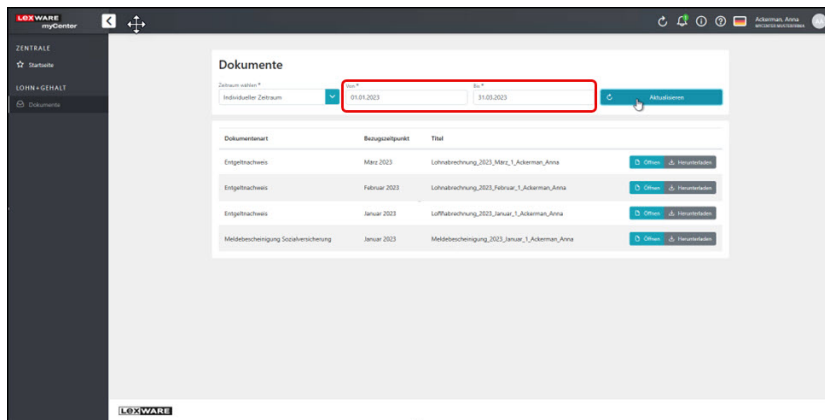 LEXWARE
myCenter
Ackerman, Anna
ZENTRALE
Startseite
LOHN+GEHALT
Dokumente
Dokumente
Zeitraum wählen *
Von *
Bis *
Individueller Zeitraum
01.01.2023
31.03.2023
Aktualisieren
Dokumentenart Bezugszeitpunkt Titel
Entgeltnachweis März 2023 Lohnabrechnung_2023_März_1_Ackerman_Anna Öffnen Herunterladen
Entgeltnachweis Februar 2023 Lohnabrechnung_2023_Februar_1_Ackerman_Anna Öffnen Herunterladen
Entgeltnachweis Januar 2023 Januar_1_Ackerman_Anna Öffnen Herunterladen
Meldebescheinigung Sozialversicherung Januar 2023 Meldebescheinigung_2023_Januar_1_Ackerman_Anna Öffnen Herunterladen
LEXWARE